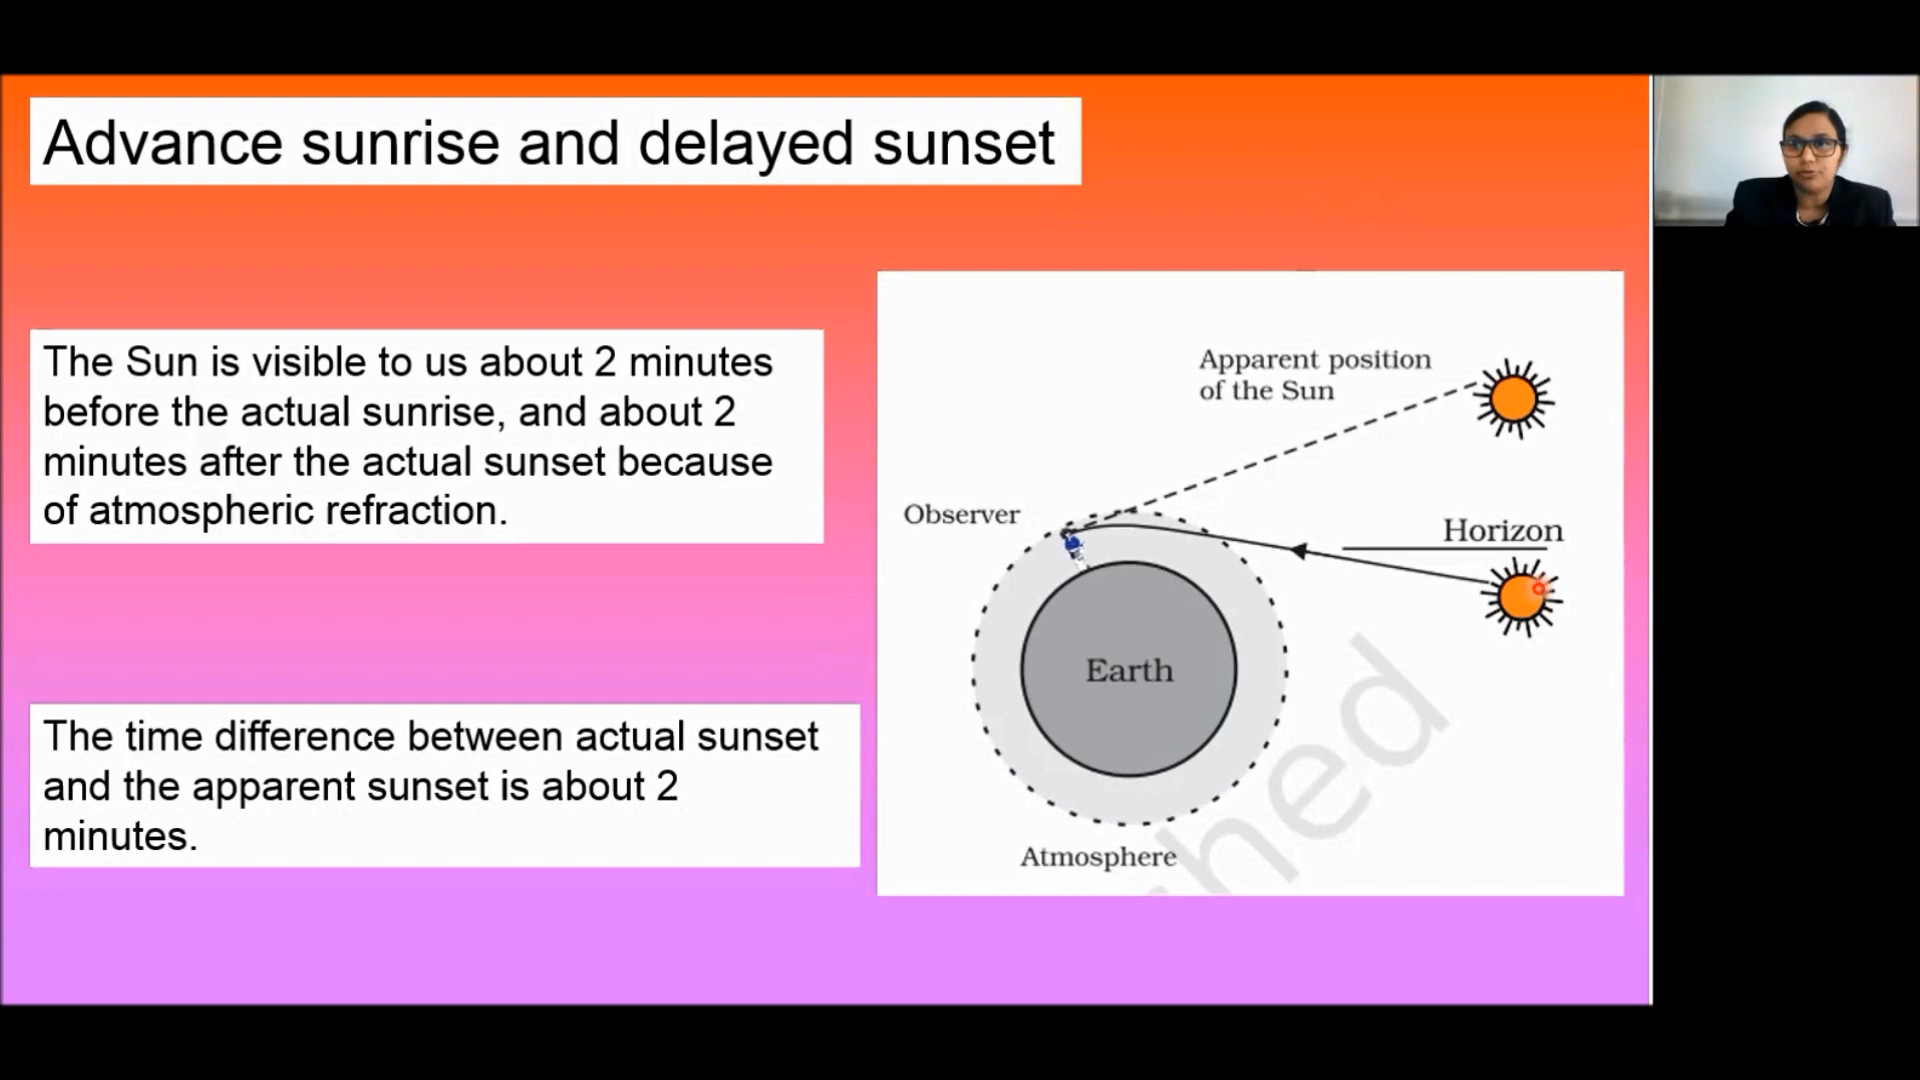 Advance sunrise and delayed sunset
The Sun is visible to us about 2 minutes
before the actual sunrise, and about 2
minutes after the actual sunset because
of atmospheric refraction.
The time difference between actual sunset
and the apparent sunset is about 2
minutes.
Apparent position
of the Sun
Observer
Horizon
Earth
Atmosphere
hed